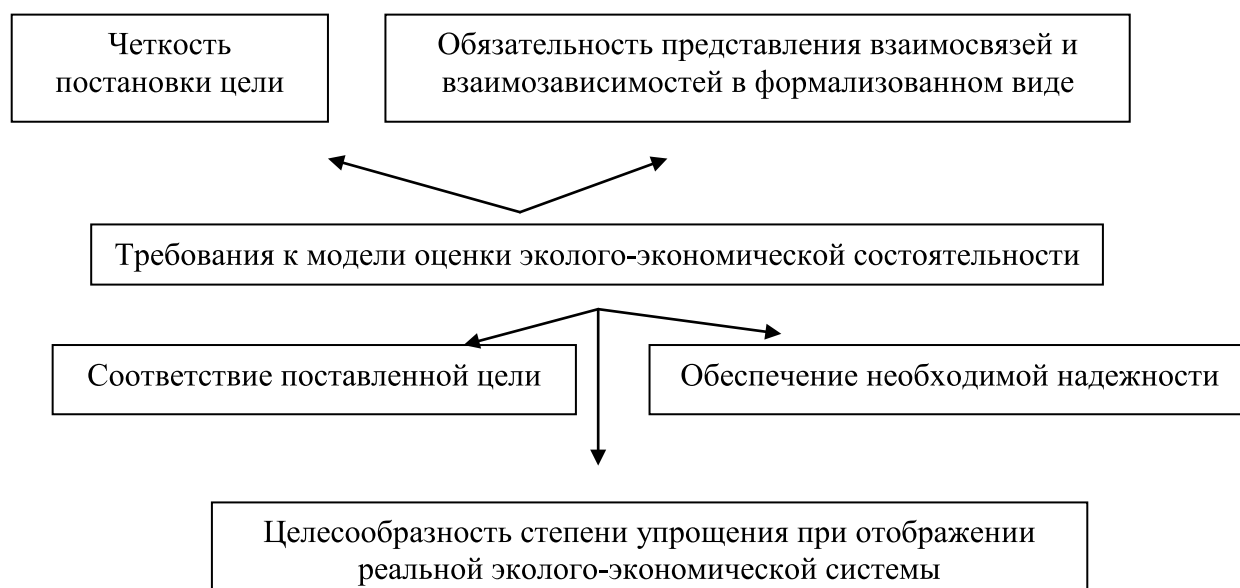 Четкость
постановки цели
Обязательность представления взаимосвязей и
взаимозависимостей в формализованном виде
Требования к модели оценки эколого-экономической состоятельности
Соответствие поставленной цели
Обеспечение необходимой надежности
Целесообразность степени упрощения при отображении
реальной эколого-экономической системы